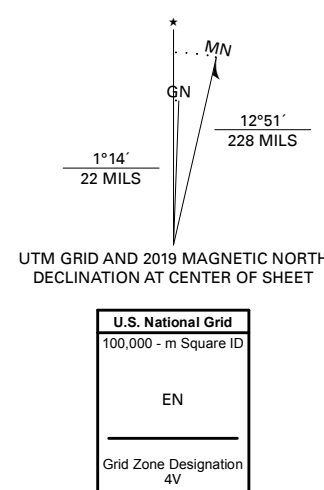 ★
MN
GN
12°51´
228 MILS
1°14´
22 MILS
UTM GRID AND 2019 MAGNETIC NORTH
DECLINATION AT CENTER OF SHEET
U.S. National Grid
100,000 - m Square ID
EN
Grid Zone Designation
4V